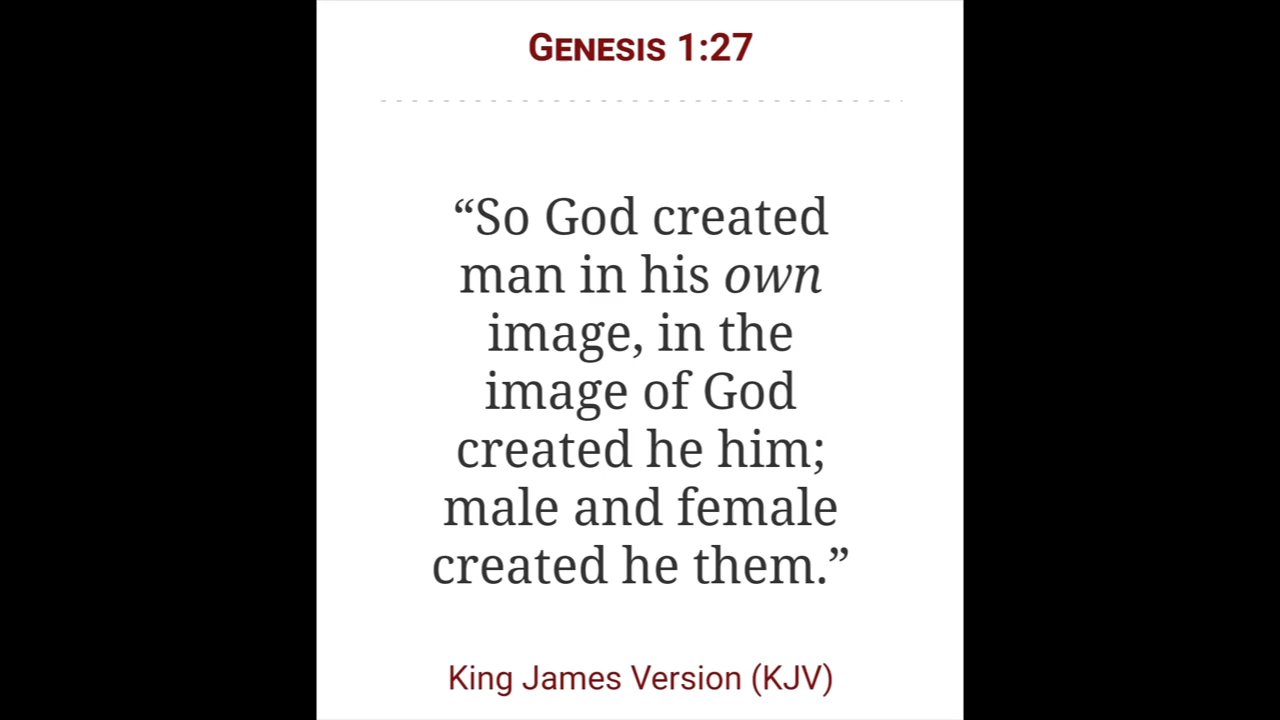 GENESIS 1:27
“So God created
man in his own
image, in the
image of God
created he him;
male and female
created he them.”
King James Version (KJV)